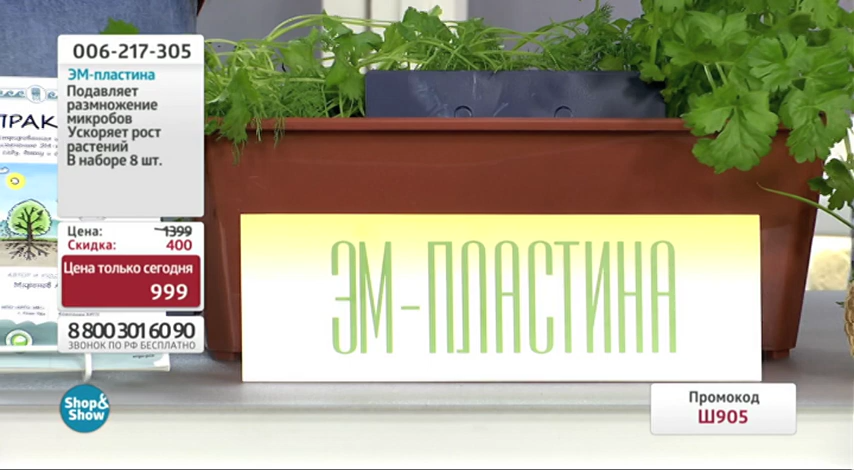 006-217-305
ЭМ-пластина
Подавляет
размножение
микробов
Ускоряет рост
растений
В наборе 8 шт.
Цена: 1399
Скидка: 400
Цена только сегодня
999
8 800 301 60 90
ЗВОНОК ПО РФ БЕСПЛАТНО
Shop&
Show
ЭМ-ПЛАСТИНА
Промокод
Ш905
ПРАК